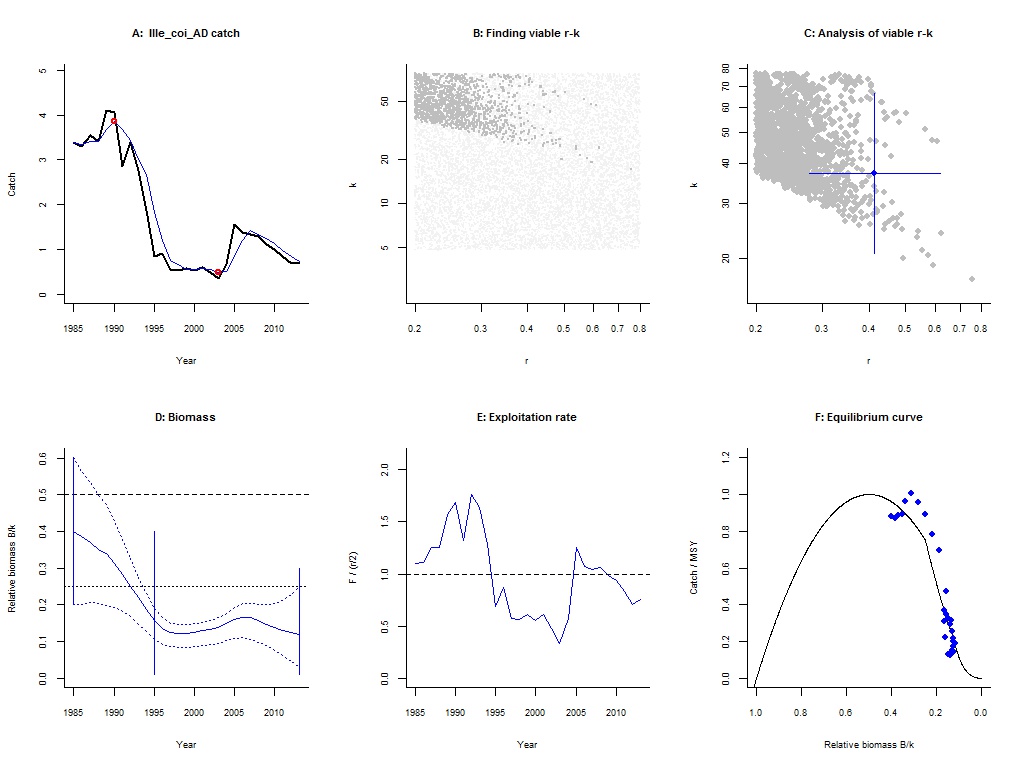 A: Ille_coi_AD catch
Catch
5
4
3
2
1
0
1985 1990 1995 2000 2005 2010
Year
B: Finding viable r-k
k
50
20
10
5
0.2 0.3 0.4 0.5 0.6 0.7 0.8
r
C: Analysis of viable r-k
k
80
70
60
50
40
30
20
0.2 0.3 0.4 0.5 0.6 0.7 0.8
r
D: Biomass
Relative biomass B/k
0.6
0.5
0.4
0.3
0.2
0.1
0.0
1985 1990 1995 2000 2005 2010
Year
E: Exploitation rate
F / (r/2)
2.0
1.5
1.0
0.5
0.0
1985 1990 1995 2000 2005 2010
Year
F: Equilibrium curve
Catch / MSY
1.2
1.0
0.8
0.6
0.4
0.2
0.0
1.0 0.8 0.6 0.4 0.2 0.0
Relative biomass B/k